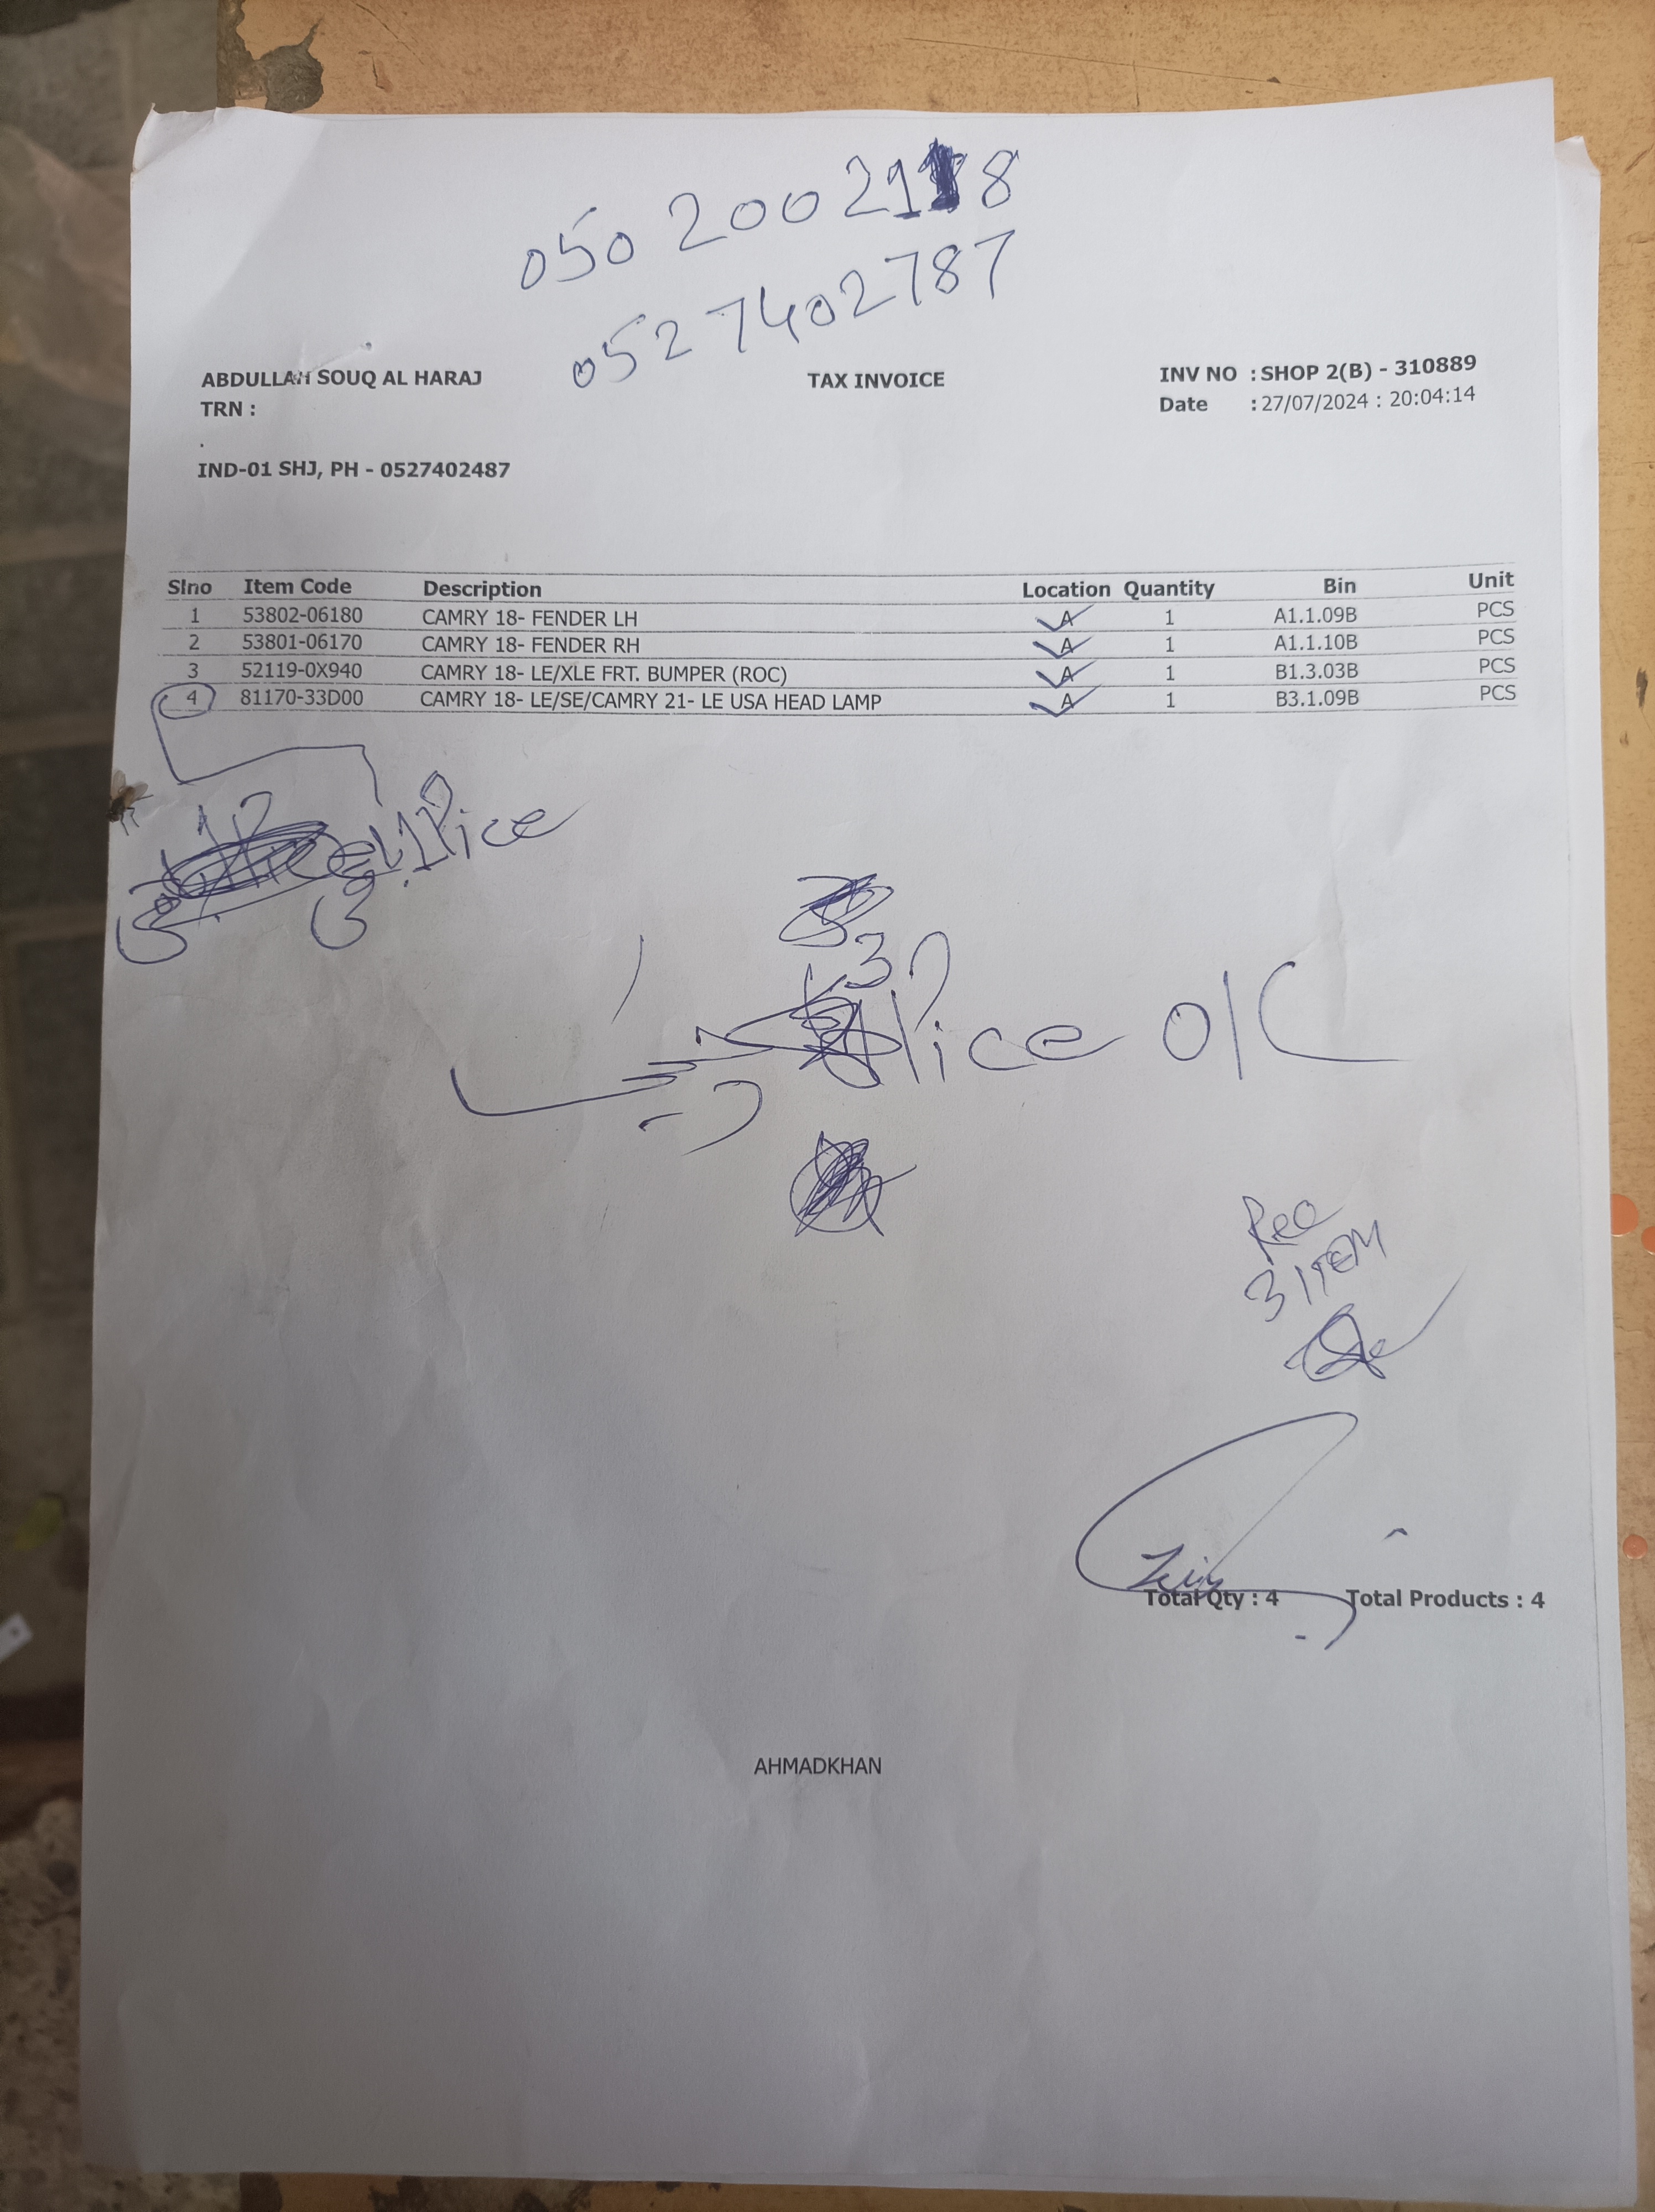 050 2002118
0527402787
ABDULLAH SOUQ AL HARAJ TAX INVOICE INV NO : SHOP 2(B) - 310889
TRN : Date : 27/07/2024 : 20:04:14
.
IND-01 SHJ, PH - 0527402487
Slno Item Code Description Location Quantity Bin Unit
1 53802-06180 CAMRY 18- FENDER LH A 1 A1.1.09B PCS
2 53801-06170 CAMRY 18- FENDER RH A 1 A1.1.10B PCS
3 52119-0X940 CAMRY 18- LE/XLE FRT. BUMPER (ROC) A 1 B1.3.03B PCS
4 81170-33D00 CAMRY 18- LE/SE/CAMRY 21- LE USA HEAD LAMP A 1 B3.1.09B PCS
1Pice
3
Pice O/C
Rec
3 ITEM
Total Qty : 4 Total Products : 4
AHMADKHAN